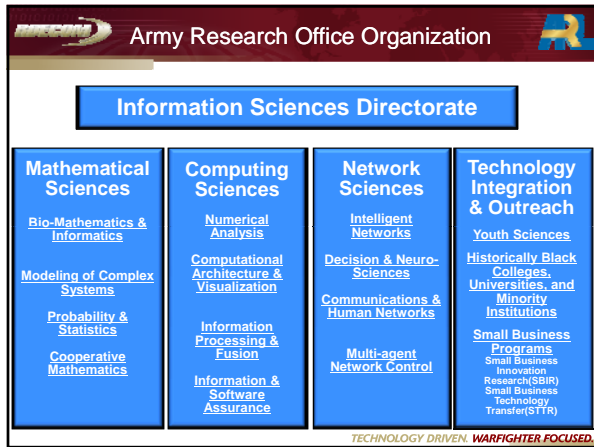 RDECOM
Army Research Office Organization
ARL
Information Sciences Directorate
Mathematical
Sciences
Bio-Mathematics &
Informatics
Modeling of Complex
Systems
Probability &
Statistics
Cooperative
Mathematics
Computing
Sciences
Numerical
Analysis
Computational
Architecture &
Visualization
Information
Processing &
Fusion
Information &
Software
Assurance
Network
Sciences
Intelligent
Networks
Decision & Neuro-
Sciences
Communications &
Human Networks
Multi-agent
Network Control
Technology
Integration
& Outreach
Youth Sciences
Historically Black
Colleges,
Universities, and
Minority
Institutions
Small Business
Programs
Small Business
Innovation
Research(SBIR)
Small Business
Technology
Transfer(STTR)
TECHNOLOGY DRIVEN. WARFIGHTER FOCUSED.